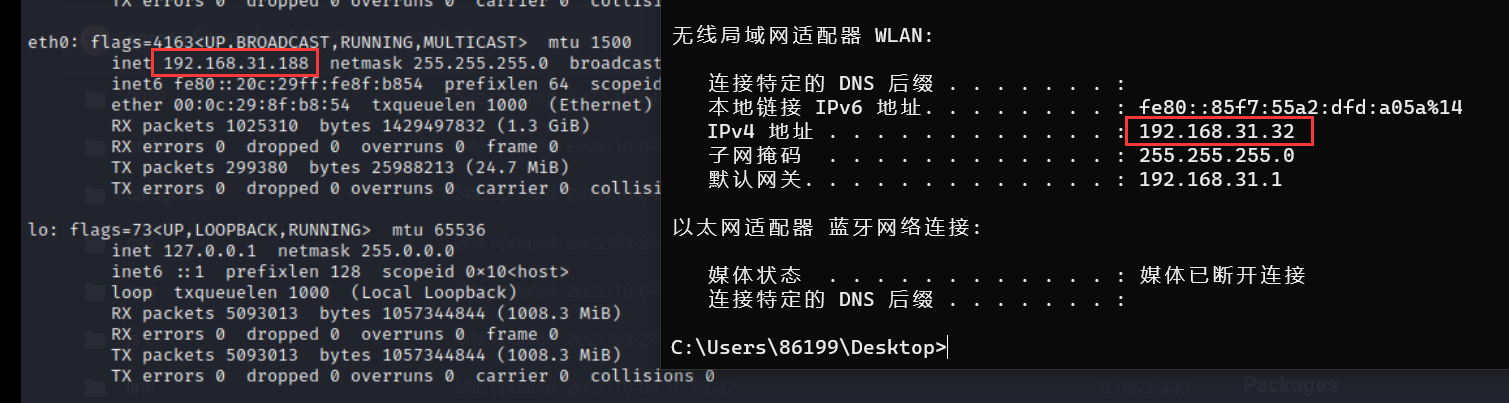 TX errors 0  dropped 0 overruns 0  carrier 0  collisions
eth0: flags=4163<UP,BROADCAST,RUNNING,MULTICAST>  mtu 1500
inet 192.168.31.188  netmask 255.255.255.0  broadcast
inet6 fe80::20c:29ff:fe8f:b854  prefixlen 64  scopeid
ether 00:0c:29:8f:b8:54  txqueuelen 1000  (Ethernet)
RX packets 1025310  bytes 1429497832 (1.3 GiB)
RX errors 0  dropped 0  overruns 0  frame 0
TX packets 299380  bytes 25988213 (24.7 MiB)
TX errors 0  dropped 0 overruns 0  carrier 0  collisi
lo: flags=73<UP,LOOPBACK,RUNNING>  mtu 65536
inet 127.0.0.1  netmask 255.0.0.0
inet6 ::1  prefixlen 128  scopeid 0×10<host>
loop  txqueuelen 1000  (Local Loopback)
RX packets 5093013  bytes 1057344844 (1008.3 MiB)
RX errors 0  dropped 0  overruns 0  frame 0
TX packets 5093013  bytes 1057344844 (1008.3 MiB)
TX errors 0  dropped 0 overruns 0  carrier 0  collisions 0
无线局域网适配器 WLAN:
连接特定的 DNS 后缀 . . . . . . . :
本地链接 IPv6 地址. . . . . . . . : fe80::85f7:55a2:dfd:a05a%14
IPv4 地址 . . . . . . . . . . . . : 192.168.31.32
子网掩码  . . . . . . . . . . . . : 255.255.255.0
默认网关. . . . . . . . . . . . . : 192.168.31.1
以太网适配器 蓝牙网络连接:
媒体状态  . . . . . . . . . . . . : 媒体已断开连接
连接特定的 DNS 后缀 . . . . . . . :
C:\Users\86199\Desktop>
Packages